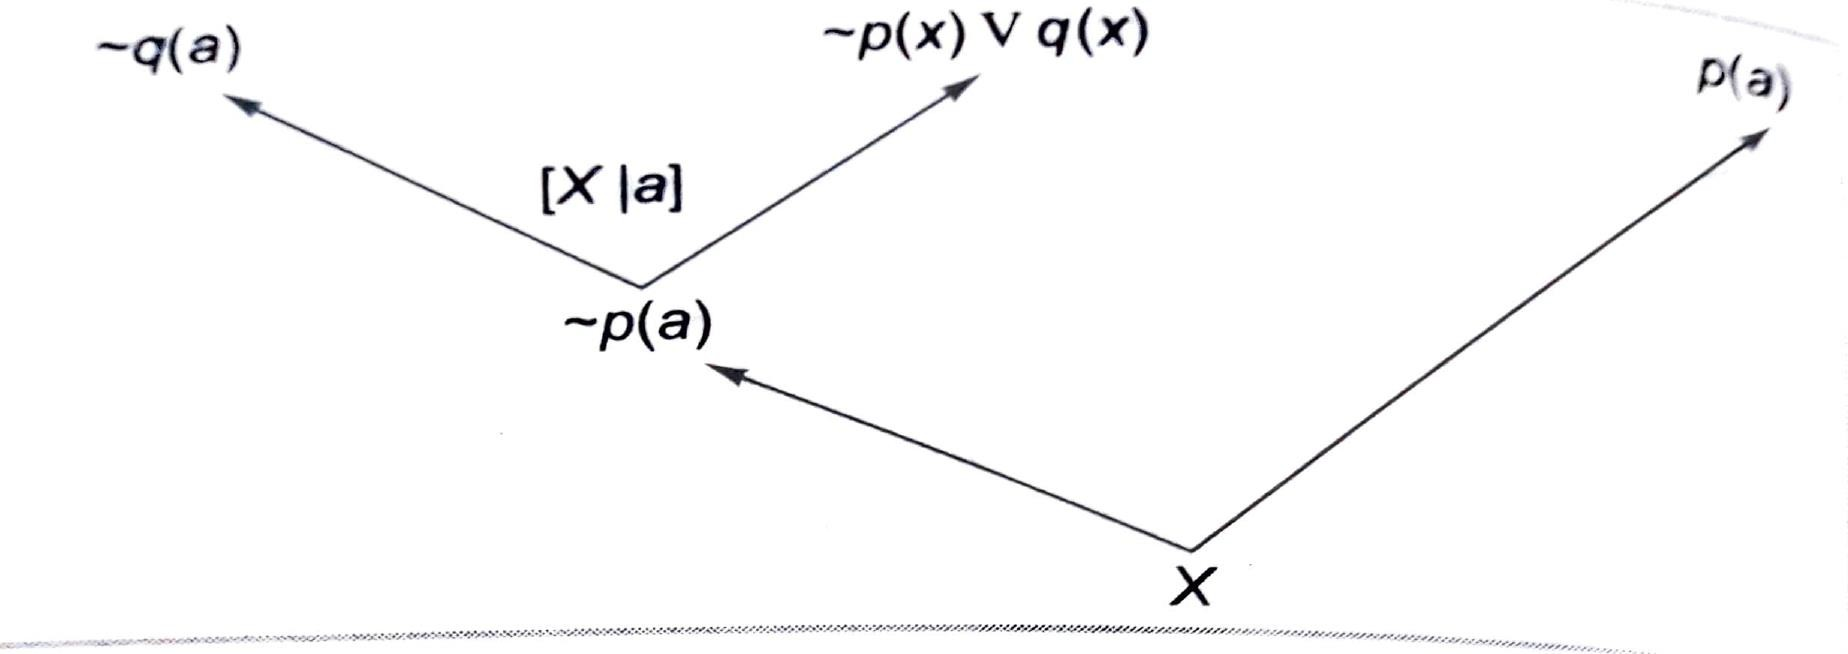 ~q(a)
~p(x) V q(x)
p(a)
[X |a]
~p(a)
X